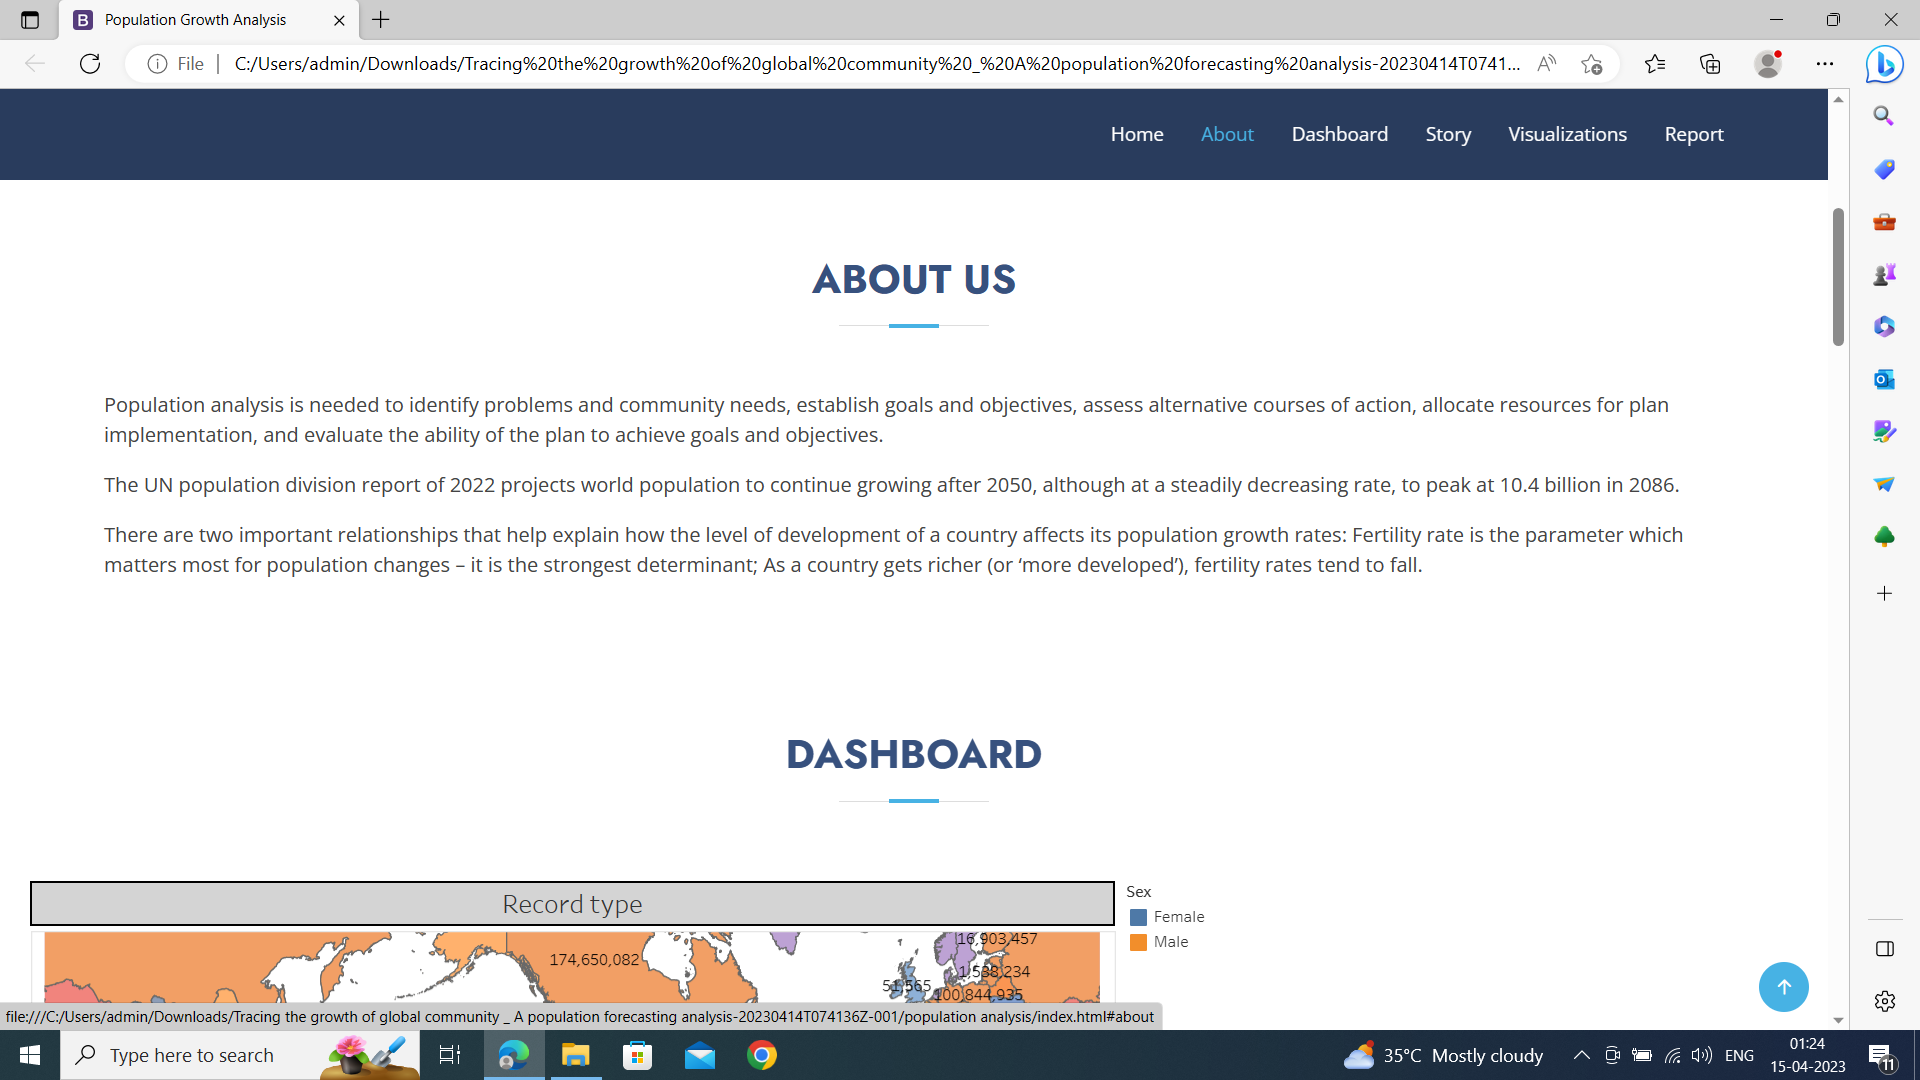 Population Growth Analysis
File
C:/Users/admin/Downloads/Tracing%20the%20growth%20of%20global%20community%20_%20A%20population%20forecasting%20analysis-20230414T0741...
Home About Dashboard Story Visualizations Report
ABOUT US
Population analysis is needed to identify problems and community needs, establish goals and objectives, assess alternative courses of action, allocate resources for plan
implementation, and evaluate the ability of the plan to achieve goals and objectives.
The UN population division report of 2022 projects world population to continue growing after 2050, although at a steadily decreasing rate, to peak at 10.4 billion in 2086.
There are two important relationships that help explain how the level of development of a country affects its population growth rates: Fertility rate is the parameter which
matters most for population changes – it is the strongest determinant; As a country gets richer (or ‘more developed’), fertility rates tend to fall.
DASHBOARD
Record type
Sex
Female
Male
16,903,457
174,650,082
1,538,234
51,565
100,844,935
file:///C:/Users/admin/Downloads/Tracing the growth of global community _ A population forecasting analysis-20230414T074136Z-001/population analysis/index.html#about
Type here to search
35°C Mostly cloudy
ENG
01:24
15-04-2023
11